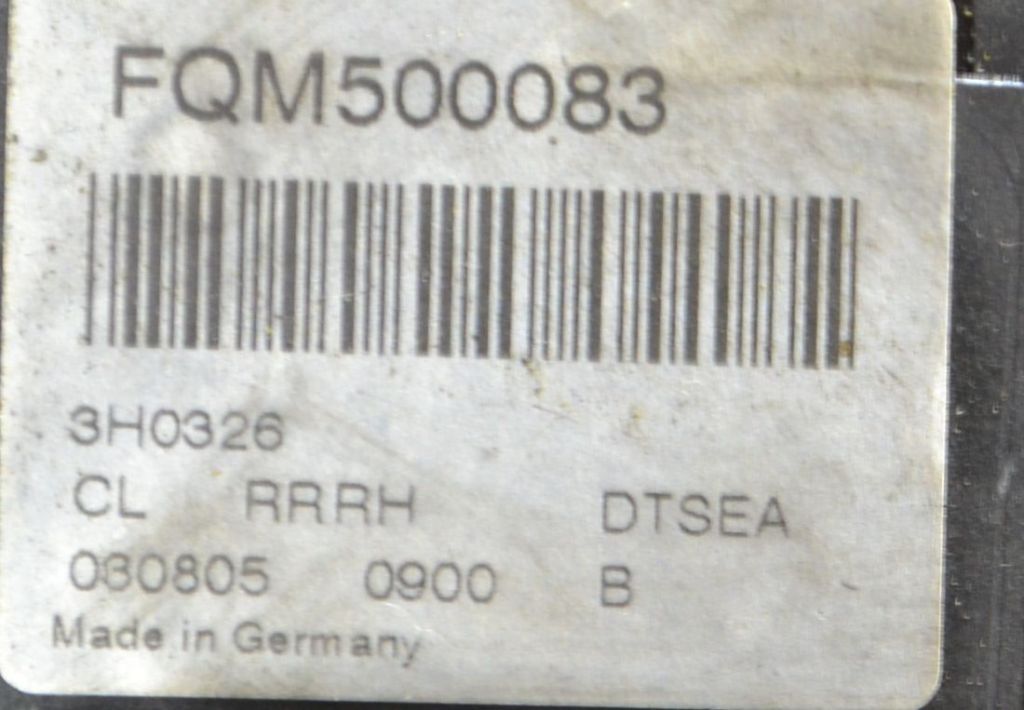 FQM500083
3H0326
CL RRRH DTSEA
030805 0900 B
Made in Germany